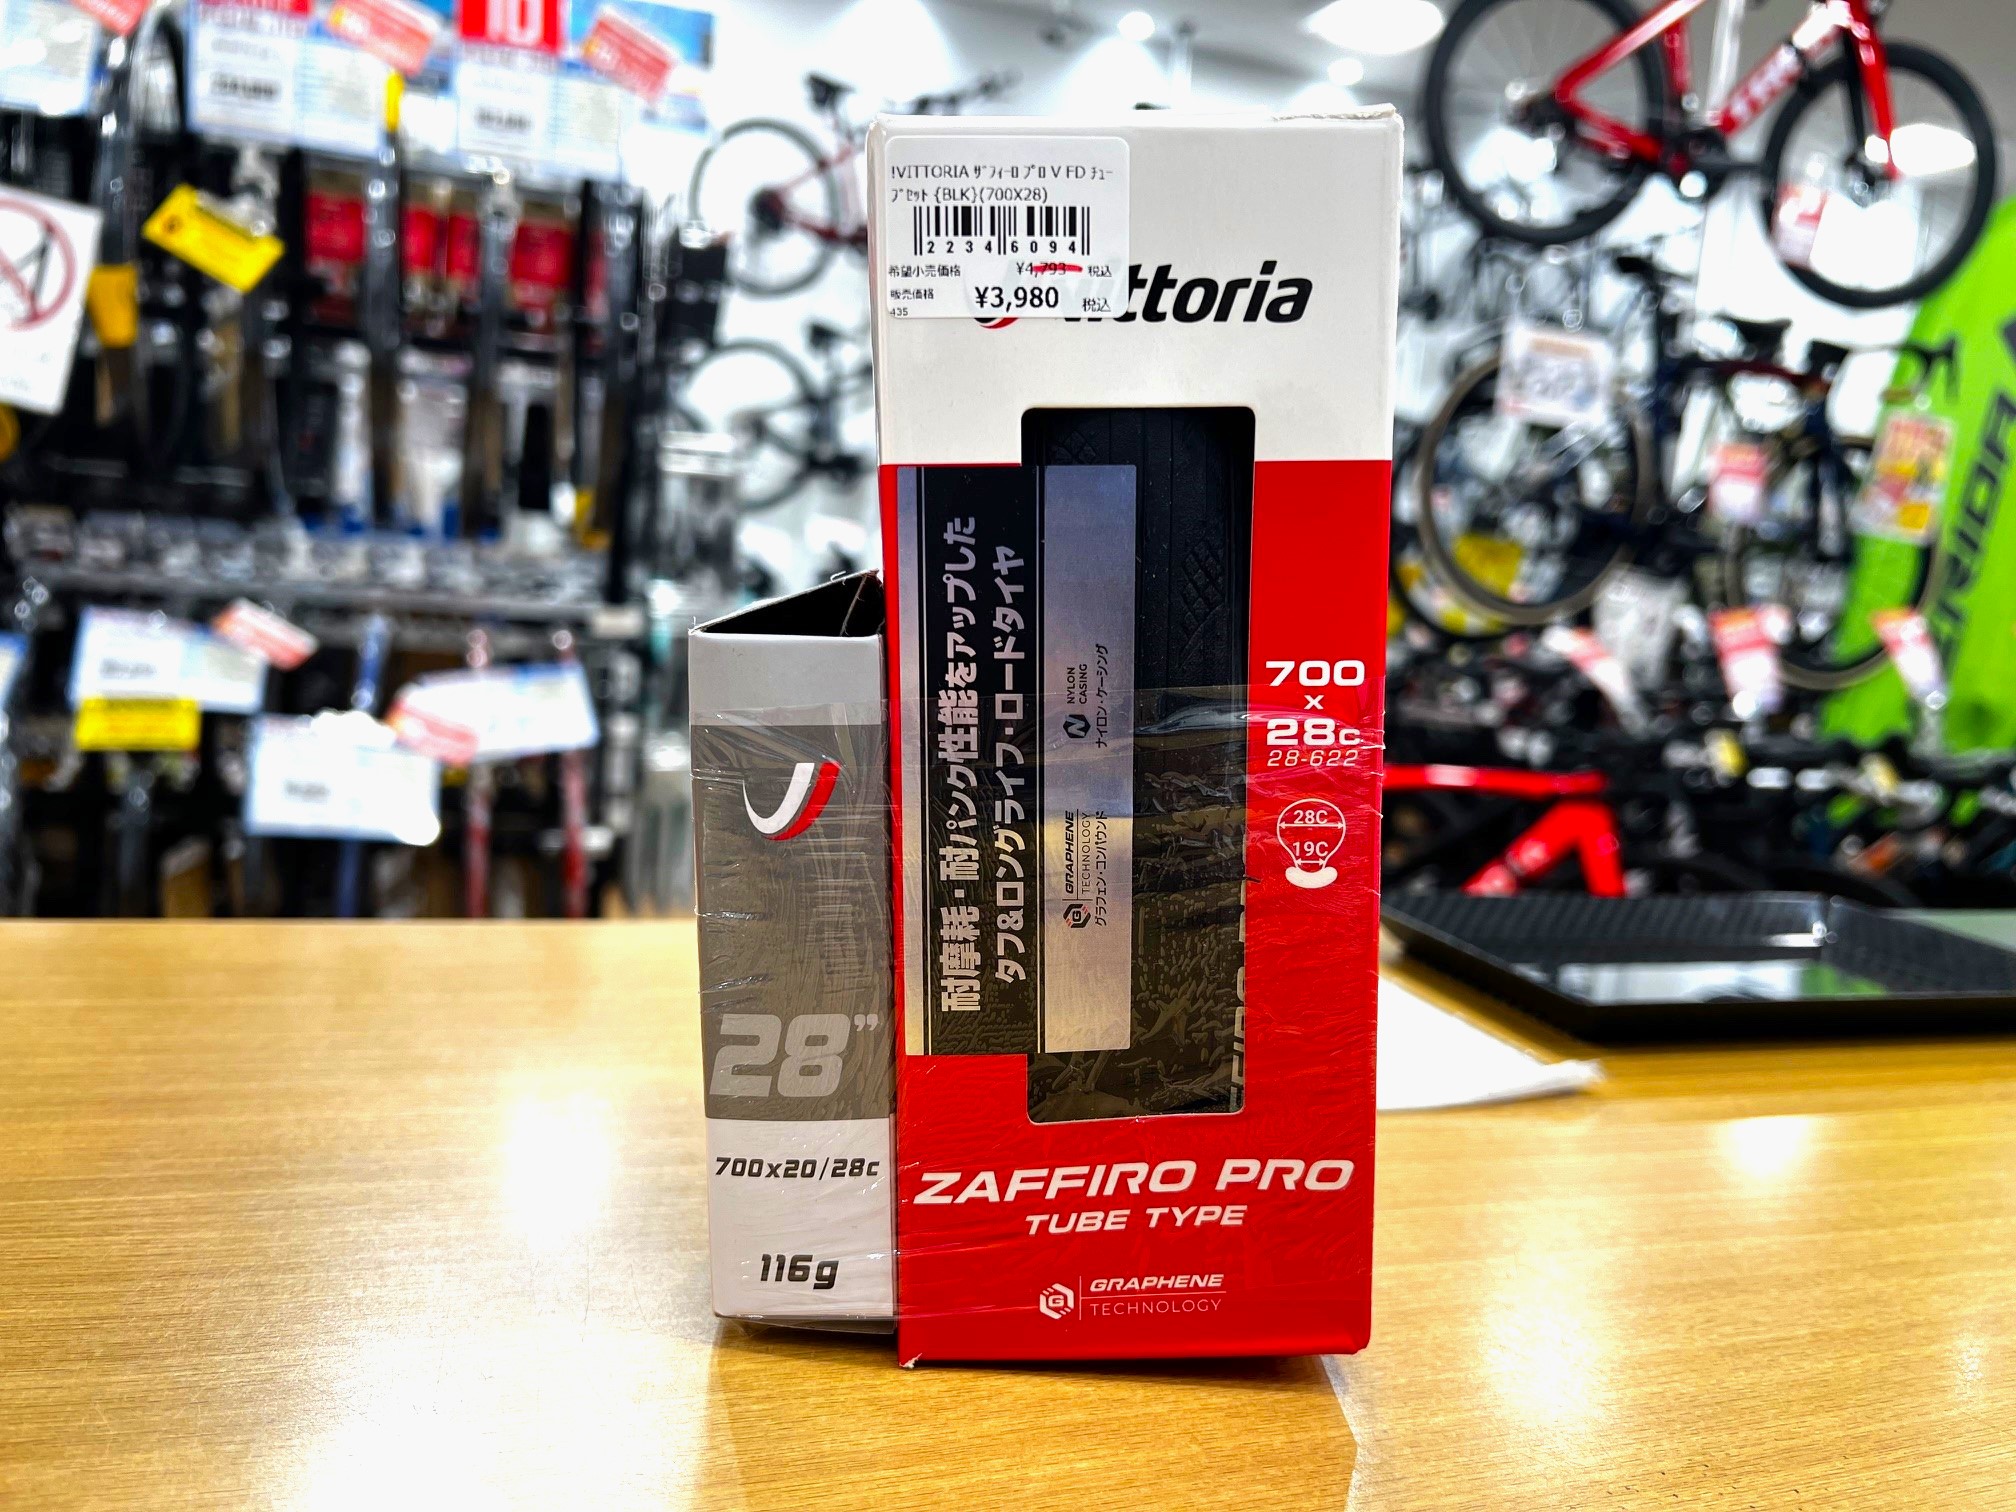 !VITTORIA ｻﾞﾌｨｰﾛ ﾌﾟﾛ V FD ﾁｭｰ
ﾌﾞｾｯﾄ {BLK}(700X28)
2234 6094
希望小売価格 ¥4,793 税込
販売価格 ¥3,980 税込
435
vittoria
耐摩耗・耐パンク性能をアップした
タフ&ロングライフ・ロードタイヤ
NYLON
CASING
ナイロン・ケーシング
GRAPHENE
TECHNOLOGY
グラフェン・コンパウンド
700
x
28c
28-622
28C
19C
ZAFFIRO PRO
TUBE TYPE
G GRAPHENE
TECHNOLOGY
28"
700x20/28c
116g